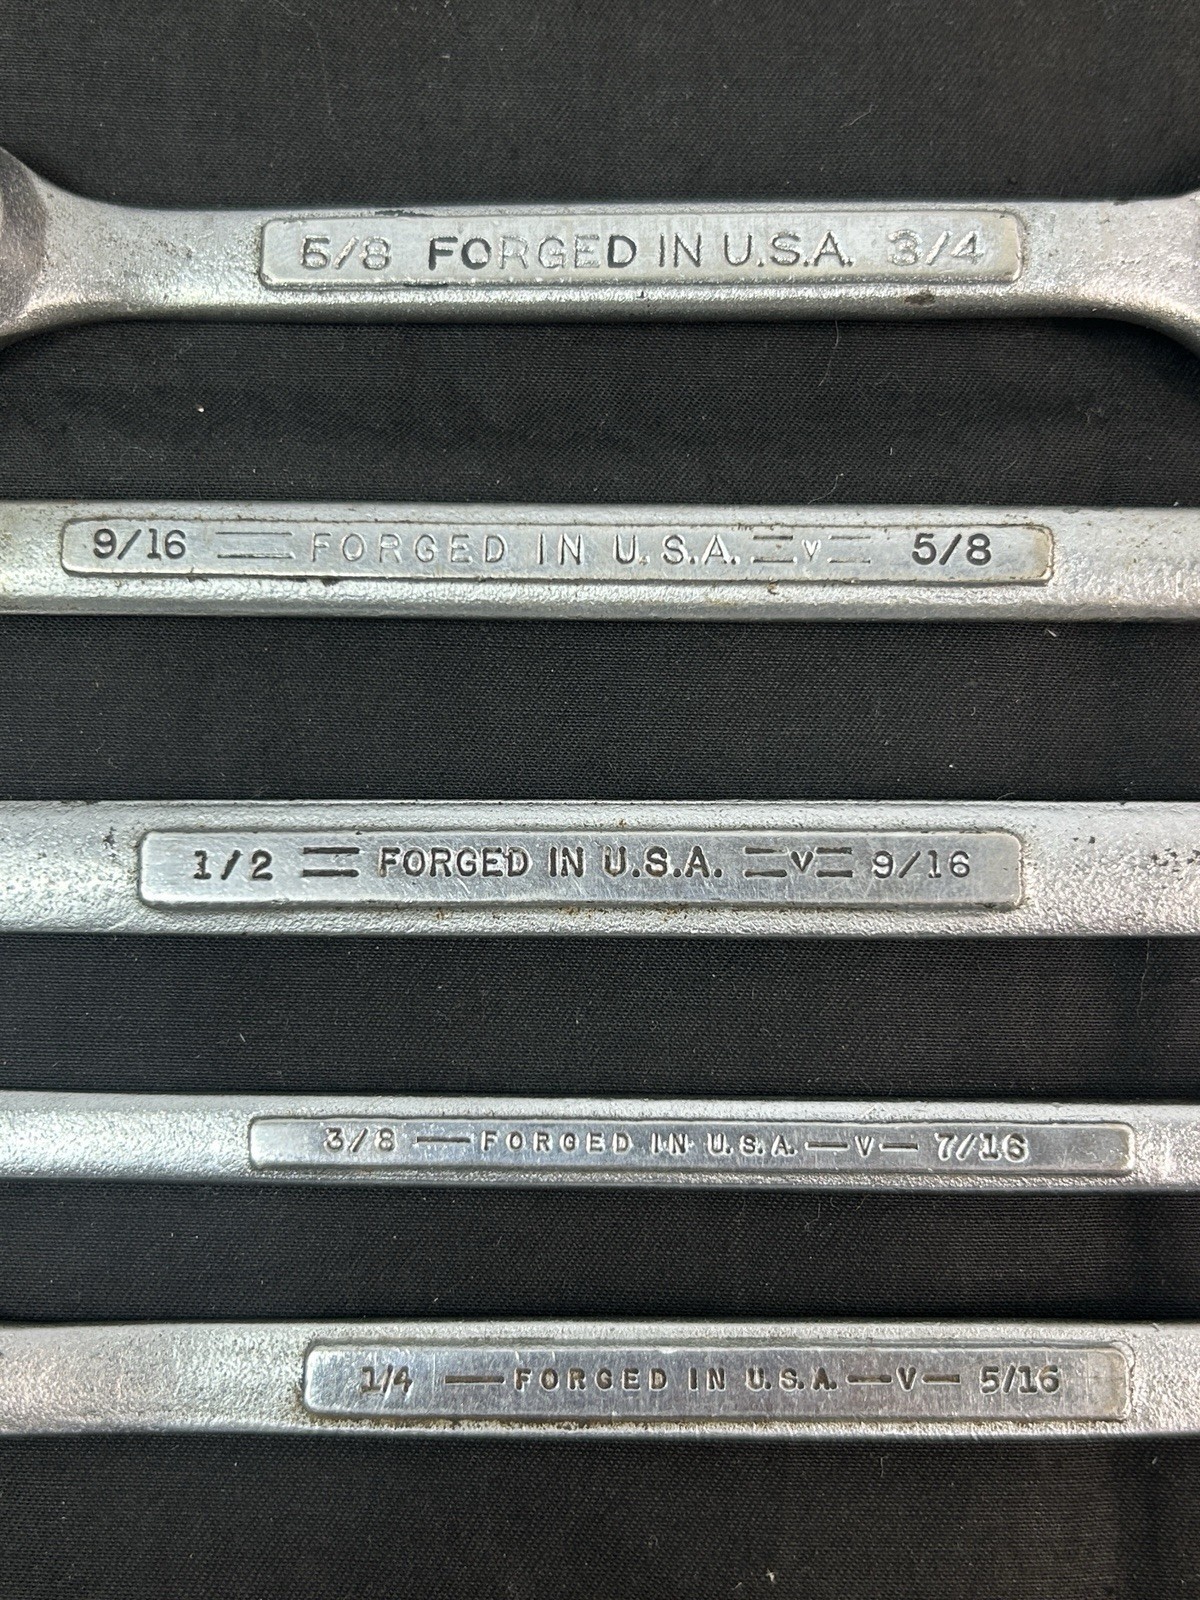 5/8 FORGED IN U.S.A. 3/4
9/16 FORGED IN U.S.A. V 5/8
1/2 FORGED IN U.S.A. V 9/16
3/8 — FORGED IN U.S.A. — V — 7/16
1/4 — FORGED IN U.S.A. — V — 5/16